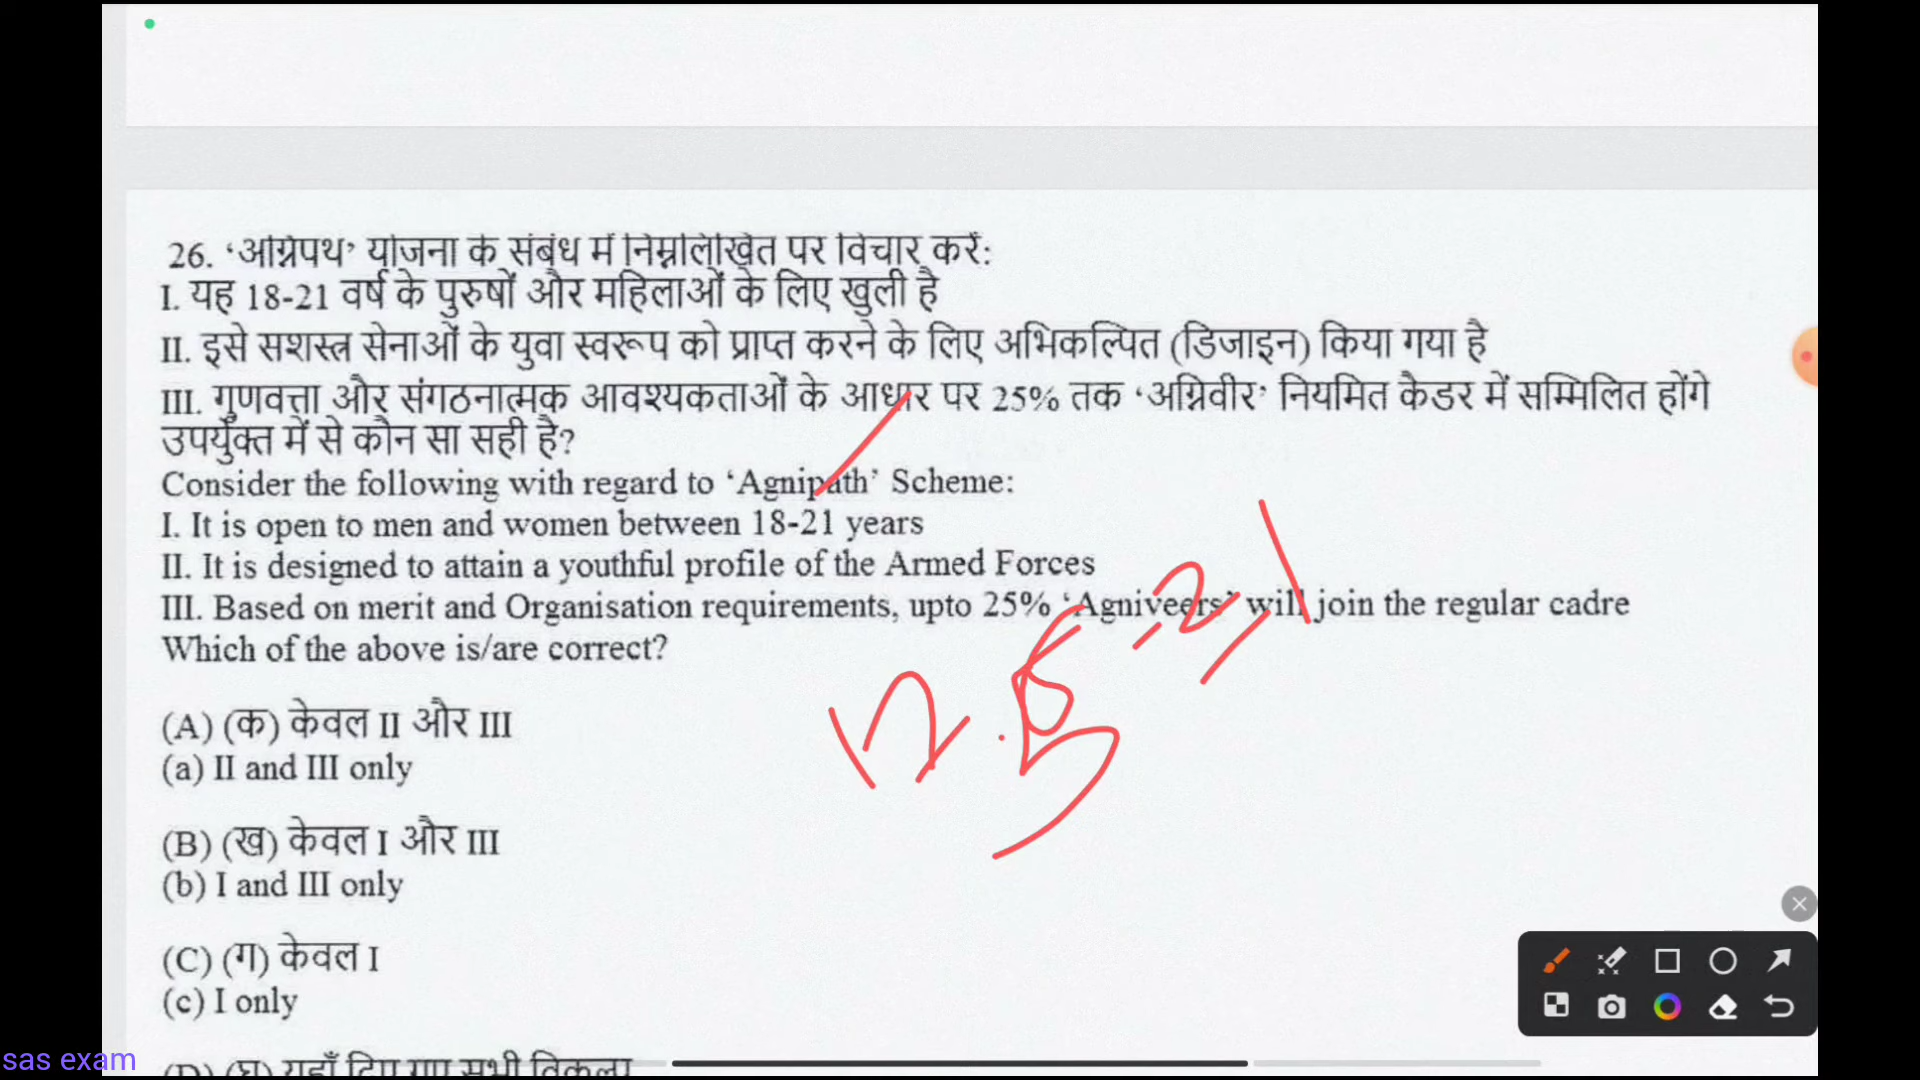 26. ‘अग्निपथ’ योजना के संबंध में निम्नलिखित पर विचार करें:
I. यह 18-21 वर्ष के पुरुषों और महिलाओं के लिए खुली है
II. इसे सशस्त्र सेनाओं के युवा स्वरूप को प्राप्त करने के लिए अभिकल्पित (डिजाइन) किया गया है
III. गुणवत्ता और संगठनात्मक आवश्यकताओं के आधार पर 25% तक ‘अग्निवीर’ नियमित कैडर में सम्मिलित होंगे
उपर्युक्त में से कौन सा सही है?
Consider the following with regard to ‘Agnipath’ Scheme:
I. It is open to men and women between 18-21 years
II. It is designed to attain a youthful profile of the Armed Forces
III. Based on merit and Organisation requirements, upto 25% ‘Agniveers’ will join the regular cadre
Which of the above is/are correct?
(A) (क) केवल II और III
(a) II and III only
(B) (ख) केवल I और III
(b) I and III only
(C) (ग) केवल I
(c) I only
(D) (घ) यहाँ दिए गए सभी विकल्प
sas exam